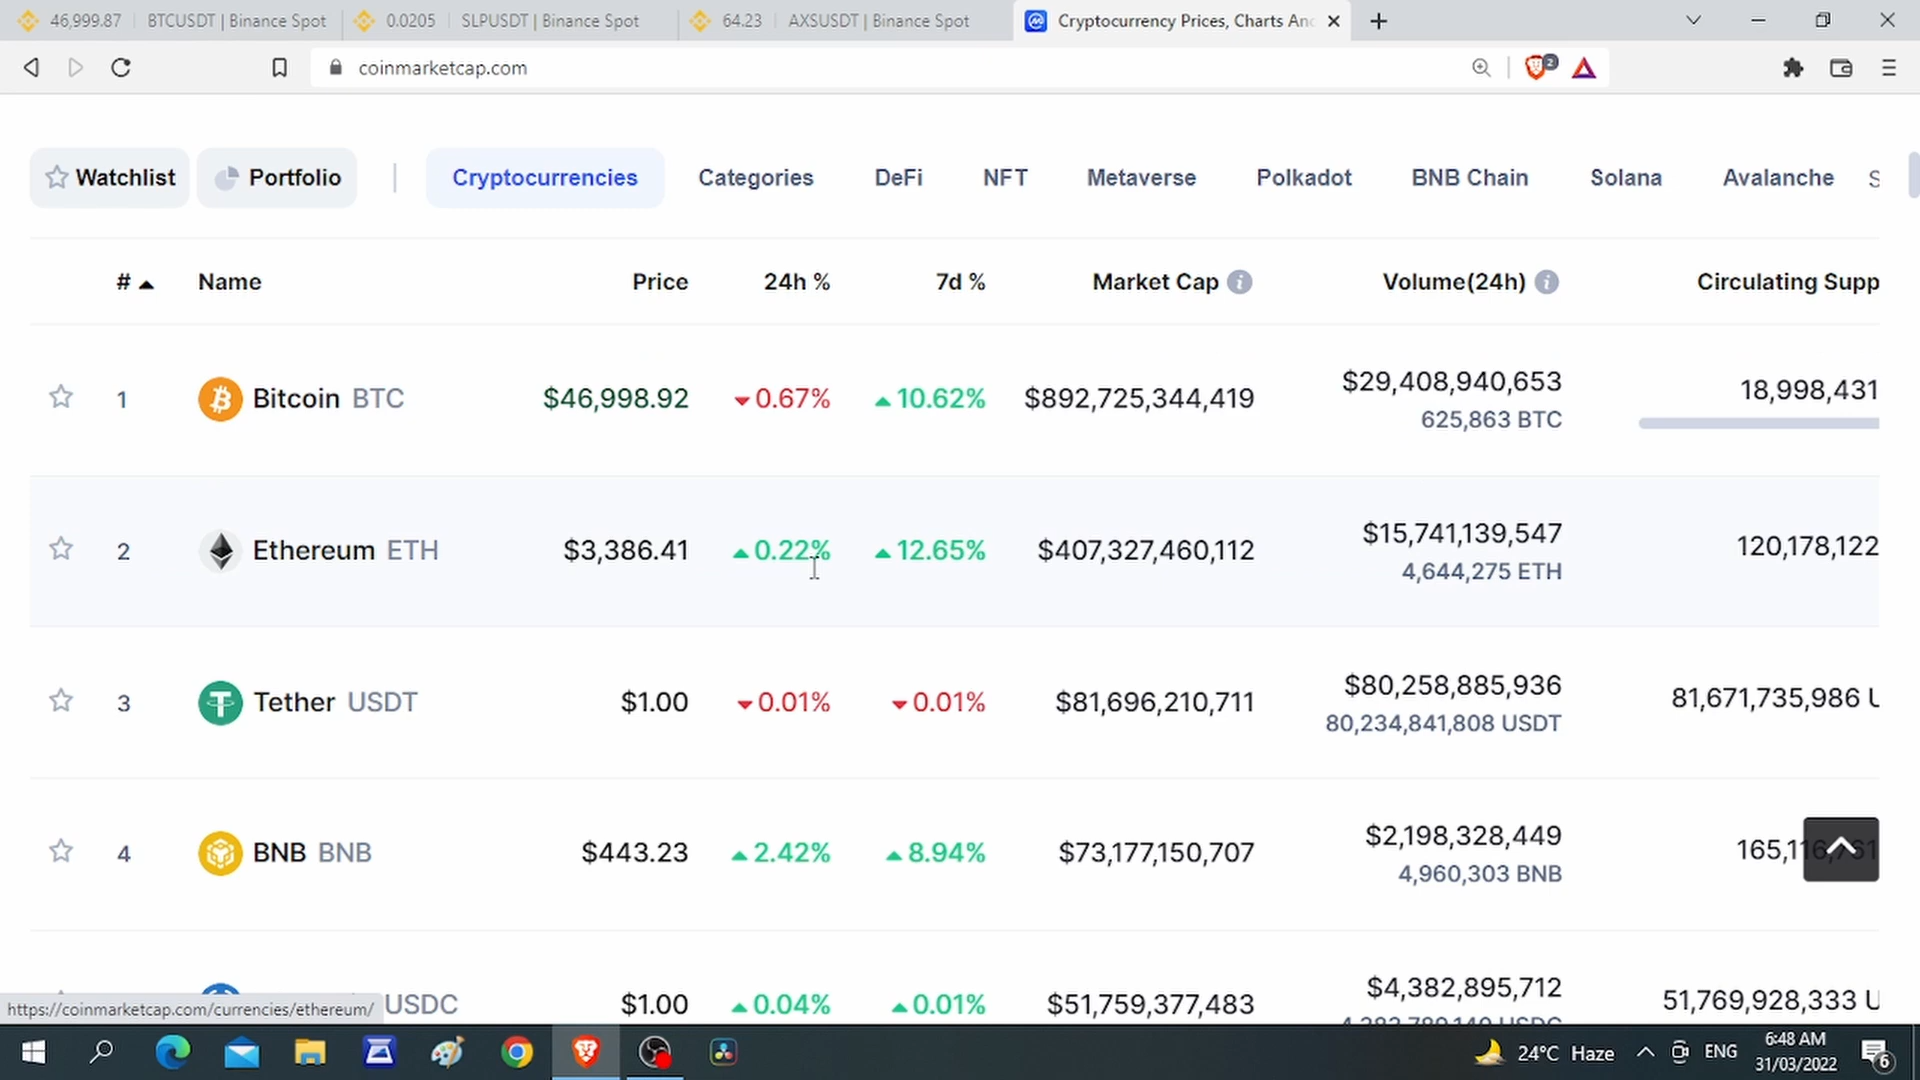 46,999.87 BTCUSDT | Binance Spot 0.0205 SLPUSDT | Binance Spot 64.23 AXSUSDT | Binance Spot Cryptocurrency Prices, Charts An
coinmarketcap.com 2
Watchlist Portfolio | Cryptocurrencies Categories DeFi NFT Metaverse Polkadot BNB Chain Solana Avalanche S
# Name Price 24h % 7d % Market Cap Volume(24h) Circulating Supp
1 Bitcoin BTC $46,998.92 0.67% 10.62% $892,725,344,419 $29,408,940,653 18,998,431
625,863 BTC
2 Ethereum ETH $3,386.41 0.22% 12.65% $407,327,460,112 $15,741,139,547 120,178,122
4,644,275 ETH
3 Tether USDT $1.00 0.01% 0.01% $81,696,210,711 $80,258,885,936 81,671,735,986 U
80,234,841,808 USDT
4 BNB BNB $443.23 2.42% 8.94% $73,177,150,707 $2,198,328,449 165,116,761
4,960,303 BNB
USDC $1.00 0.04% 0.01% $51,759,377,483 $4,382,895,712 51,769,928,333 U
https://coinmarketcap.com/currencies/ethereum/
24°C Haze ENG 6:48 AM
31/03/2022 6